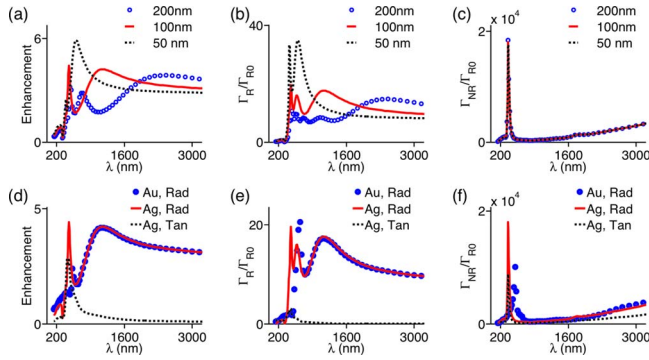 (a)
200nm
100nm
50 nm
6
Enhancement
0
200 1600 3000
λ (nm)
(b)
200nm
100nm
50 nm
40
20
Γ_R/Γ_R0
0
200 1600 3000
λ (nm)
(c)
200nm
100nm
50 nm
x 10⁴
2
Γ_NR/Γ_R0
0
200 1600 3000
λ (nm)
(d)
Au, Rad
Ag, Rad
Ag, Tan
5
Enhancement
0
200 1600 3000
λ (nm)
(e)
Au, Rad
Ag, Rad
Ag, Tan
20
Γ_R/Γ_R0
0
200 1600 3000
λ (nm)
(f)
Au, Rad
Ag, Rad
Ag, Tan
x 10⁴
2
Γ_NR/Γ_R0
0
200 1600 3000
λ (nm)